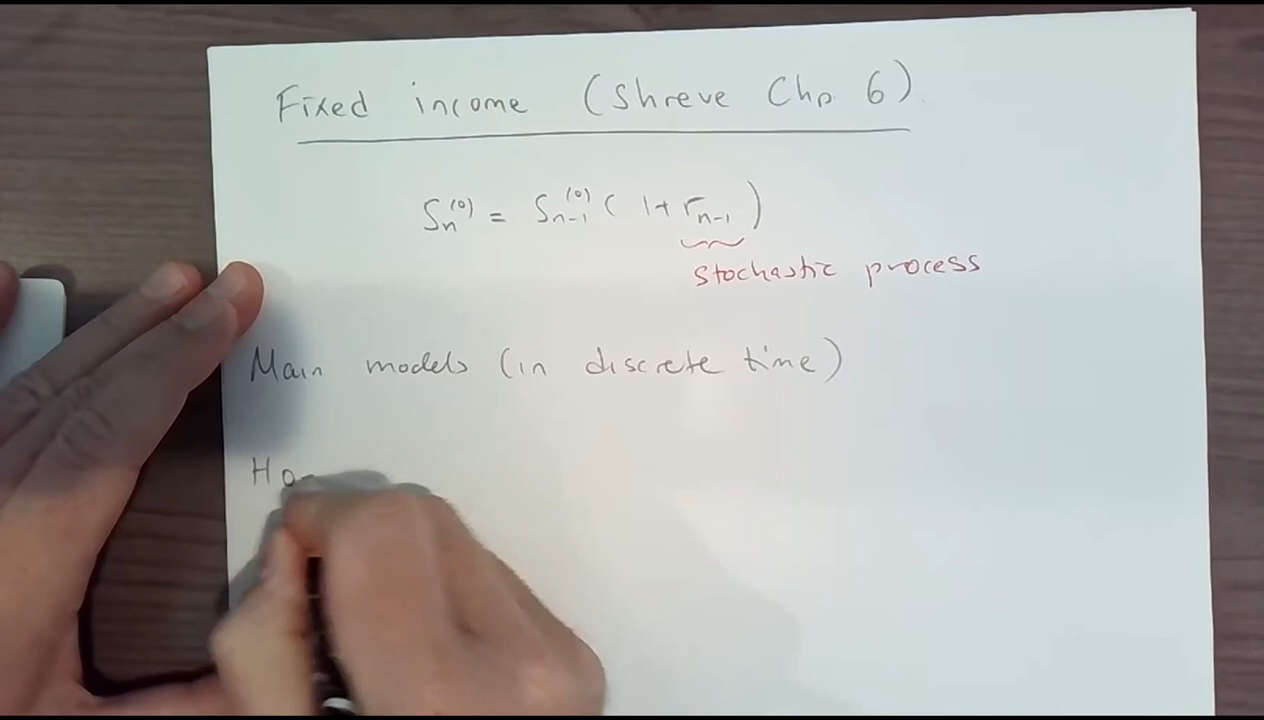 Fixed income (Shreve Chp 6)
Sₙ⁽⁰⁾ = Sₙ₋₁⁽⁰⁾ ( 1 + rₙ₋₁ )
stochastic process
Main models (in discrete time)
Ho